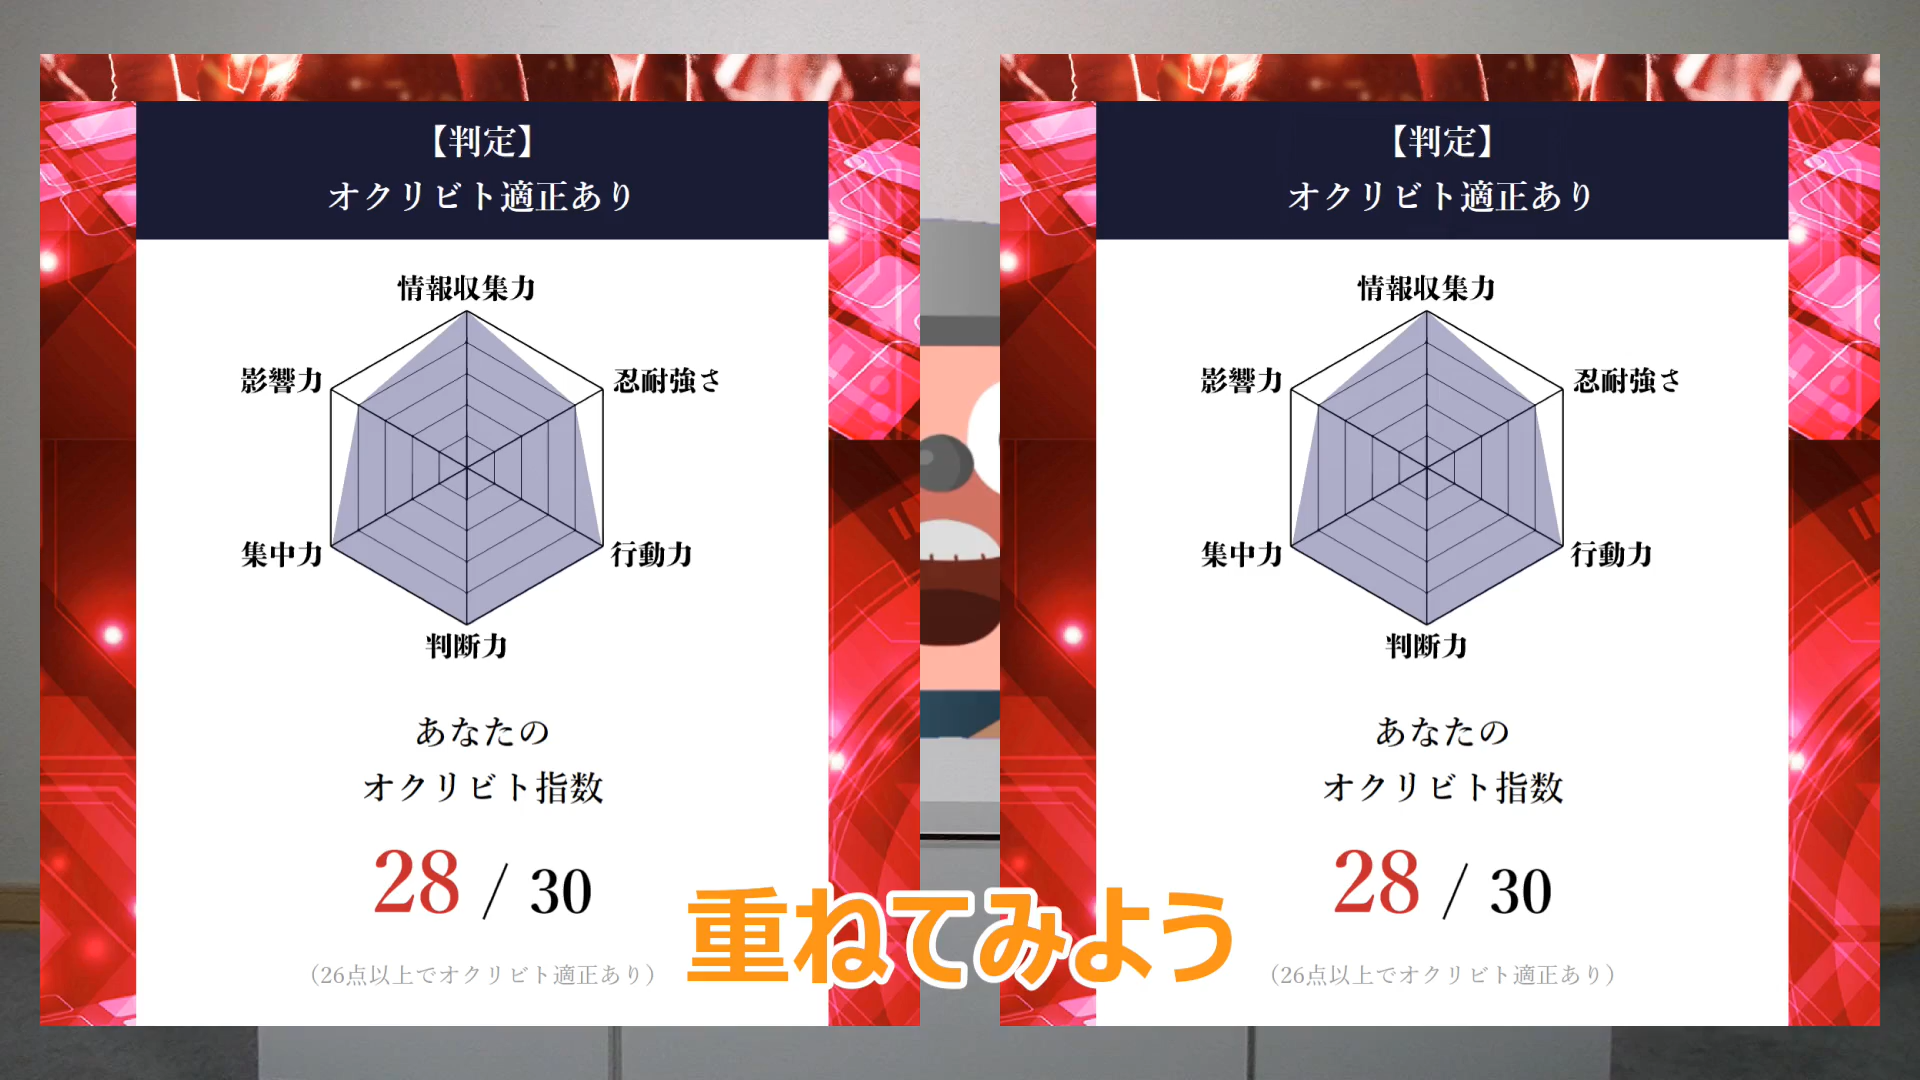 【判定】
オクリビト適正あり
情報収集力
影響力
忍耐強さ
集中力
行動力
判断力
あなたの
オクリビト指数
28 / 30
（26点以上でオクリビト適正あり）
【判定】
オクリビト適正あり
情報収集力
影響力
忍耐強さ
集中力
行動力
判断力
あなたの
オクリビト指数
28 / 30
（26点以上でオクリビト適正あり）
重ねてみよう